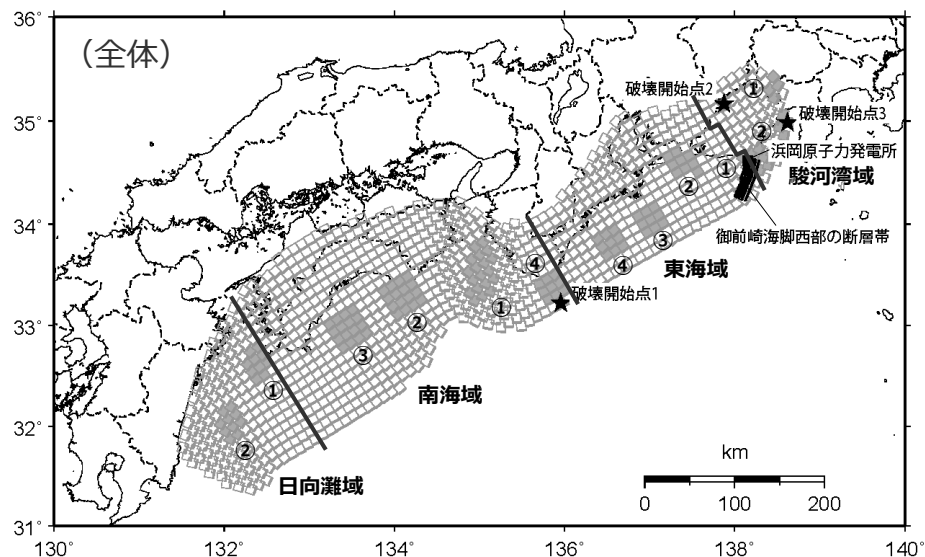 36°
（全体）
破壊開始点2
①
35°
破壊開始点3
②
浜岡原子力発電所
①
駿河湾域
②
34°
御前崎海脚西部の断層帯
③
④
④
東海域
破壊開始点1
①
33°
②
③
①
南海域
32°
②
km
日向灘域
0 100 200
31°
130° 132° 134° 136° 138° 140°